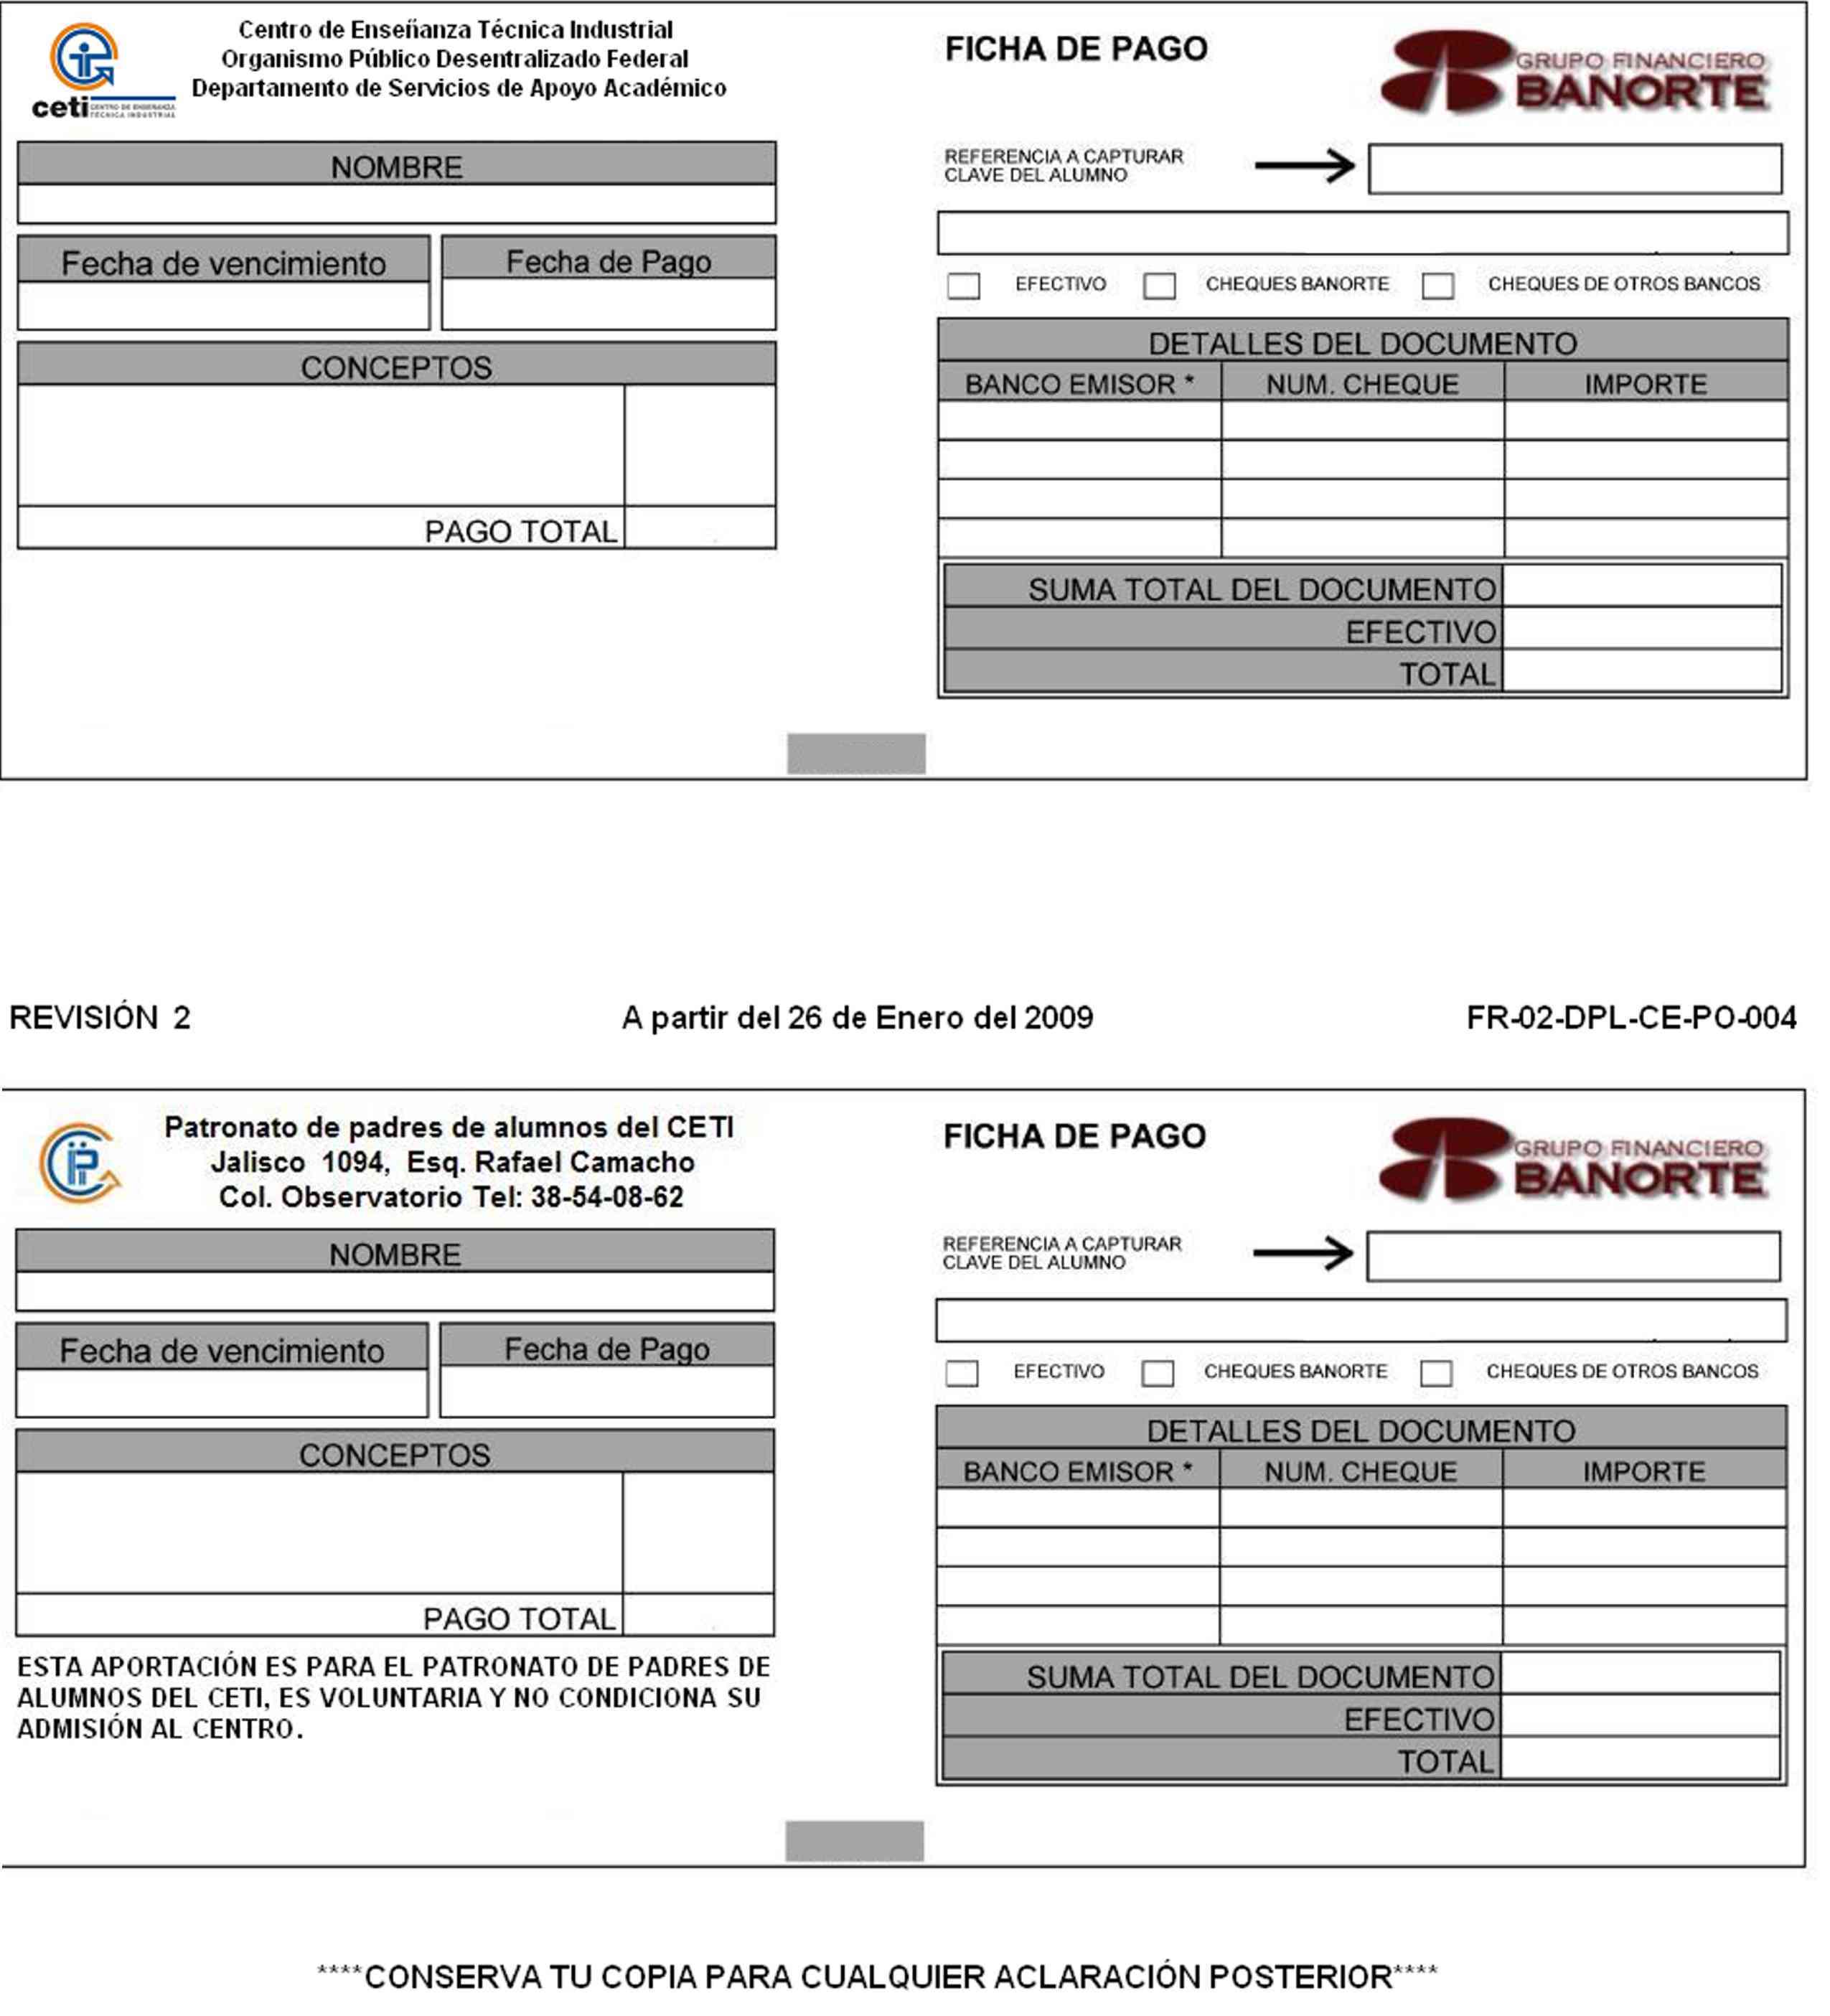 Centro de Enseñanza Técnica Industrial
Organismo Público Desentralizado Federal
Departamento de Servicios de Apoyo Académico
ceti CENTRO DE ENSEÑANZA
TÉCNICA INDUSTRIAL
FICHA DE PAGO
GRUPO FINANCIERO
BANORTE
NOMBRE
REFERENCIA A CAPTURAR
CLAVE DEL ALUMNO
Fecha de vencimiento
Fecha de Pago
EFECTIVO
CHEQUES BANORTE
CHEQUES DE OTROS BANCOS
CONCEPTOS
PAGO TOTAL
DETALLES DEL DOCUMENTO
BANCO EMISOR * NUM. CHEQUE IMPORTE
SUMA TOTAL DEL DOCUMENTO
EFECTIVO
TOTAL
REVISIÓN 2 A partir del 26 de Enero del 2009 FR-02-DPL-CE-PO-004
Patronato de padres de alumnos del CETI
Jalisco 1094, Esq. Rafael Camacho
Col. Observatorio Tel: 38-54-08-62
FICHA DE PAGO
GRUPO FINANCIERO
BANORTE
NOMBRE
REFERENCIA A CAPTURAR
CLAVE DEL ALUMNO
Fecha de vencimiento
Fecha de Pago
EFECTIVO
CHEQUES BANORTE
CHEQUES DE OTROS BANCOS
CONCEPTOS
PAGO TOTAL
ESTA APORTACIÓN ES PARA EL PATRONATO DE PADRES DE
ALUMNOS DEL CETI, ES VOLUNTARIA Y NO CONDICIONA SU
ADMISIÓN AL CENTRO.
DETALLES DEL DOCUMENTO
BANCO EMISOR * NUM. CHEQUE IMPORTE
SUMA TOTAL DEL DOCUMENTO
EFECTIVO
TOTAL
****CONSERVA TU COPIA PARA CUALQUIER ACLARACIÓN POSTERIOR****